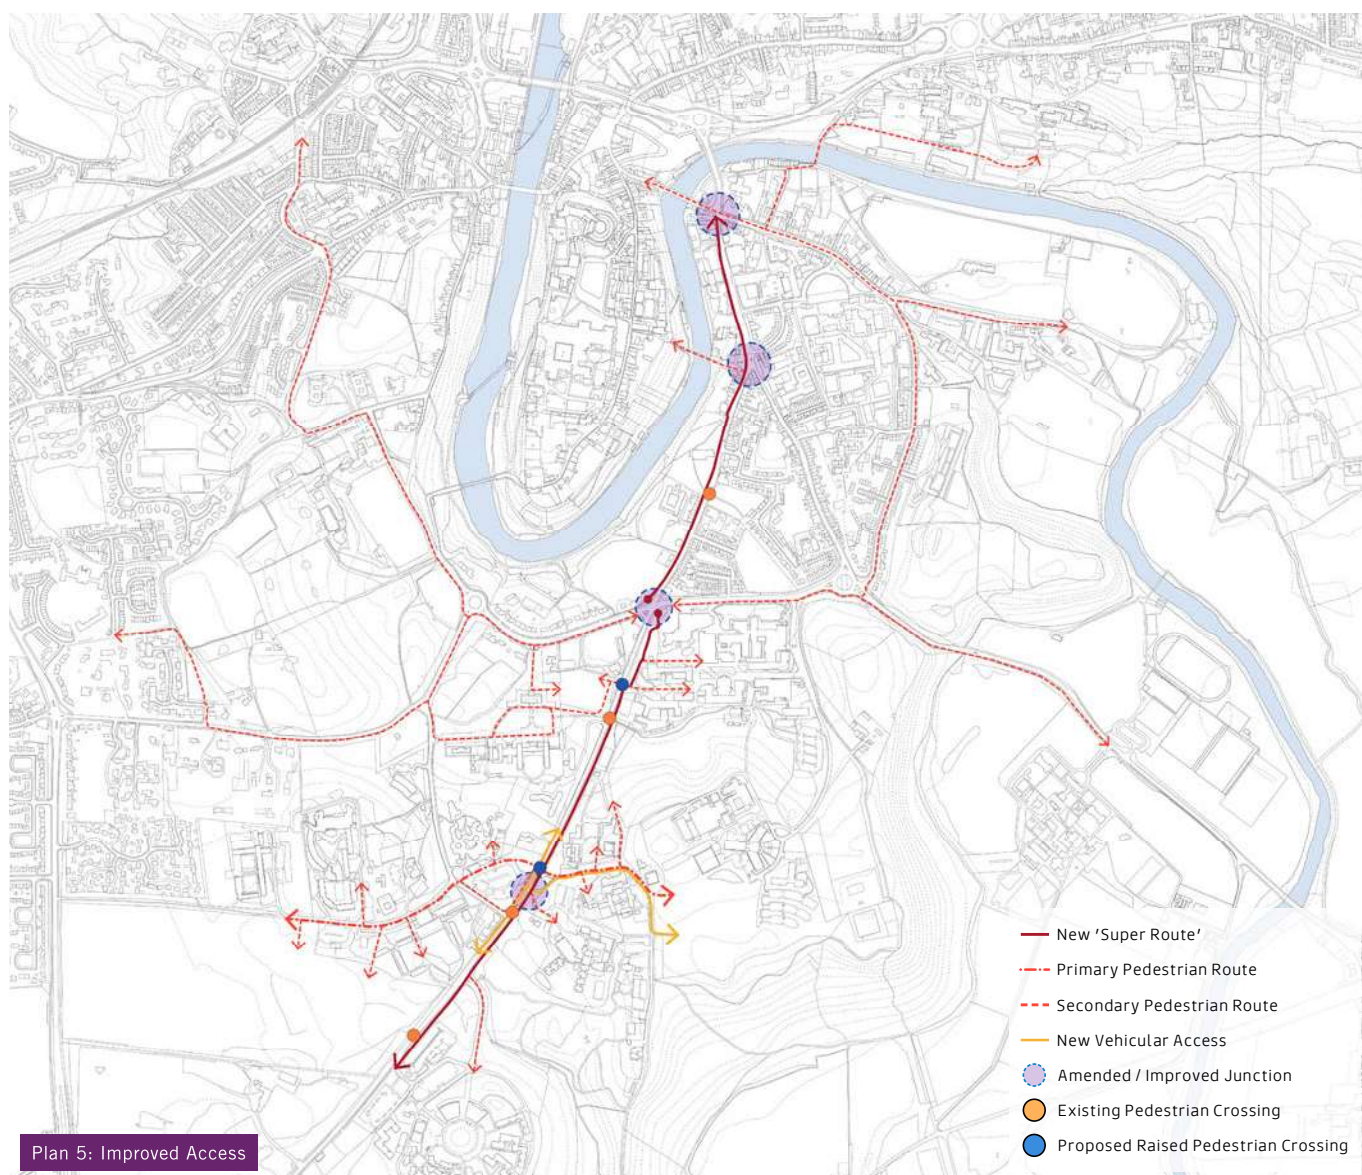 New 'Super Route'
Primary Pedestrian Route
Secondary Pedestrian Route
New Vehicular Access
Amended / Improved Junction
Existing Pedestrian Crossing
Proposed Raised Pedestrian Crossing
Plan 5: Improved Access